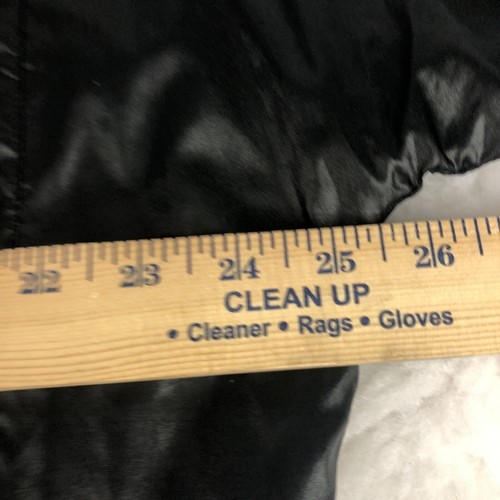 22 23 24 25 26
CLEAN UP
• Cleaner • Rags • Gloves